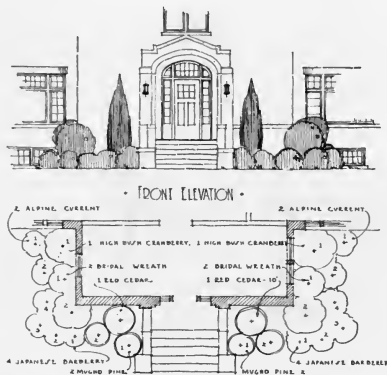 · FRONT ELEVATION ·
2 ALPINE CURRENT
2 ALPINE CURRENT
1 HIGH BUSH CRANBERRY,
1 HIGH BUSH CRANBERRY
2 BRIDAL WREATH
2 BRIDAL WREATH
1 RED CEDAR
1 RED CEDAR-10'
4 JAPANESE BARBERRY
4 JAPANESE BARBERRY
2 MUGHO PINE
MUGHO PINE 2